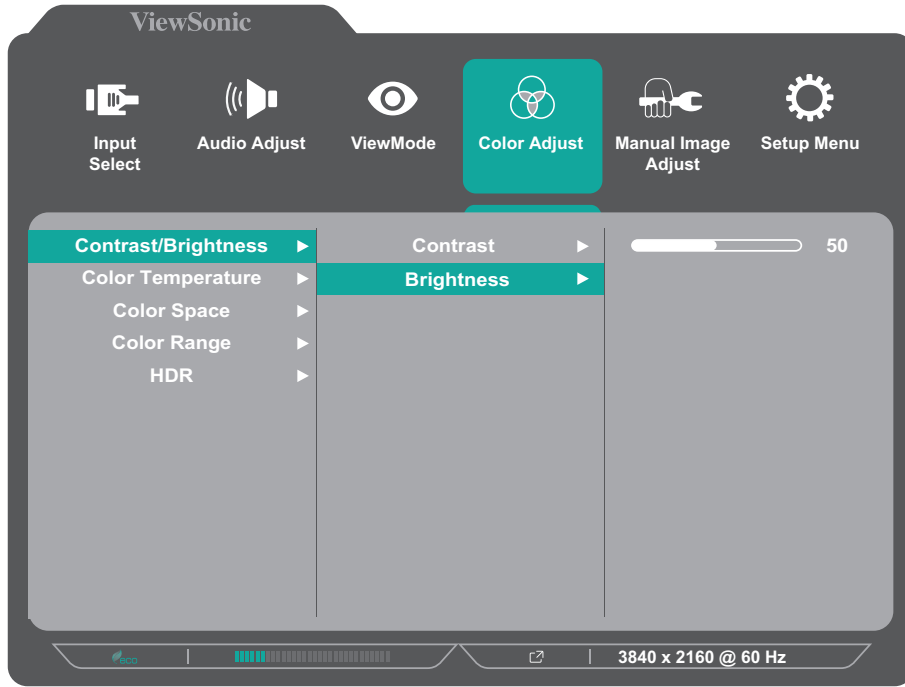 ViewSonic
Input Select
Audio Adjust
ViewMode
Color Adjust
Manual Image Adjust
Setup Menu
Contrast/Brightness
Contrast
50
Color Temperature
Brightness
Color Space
Color Range
HDR
eco
3840 x 2160 @ 60 Hz